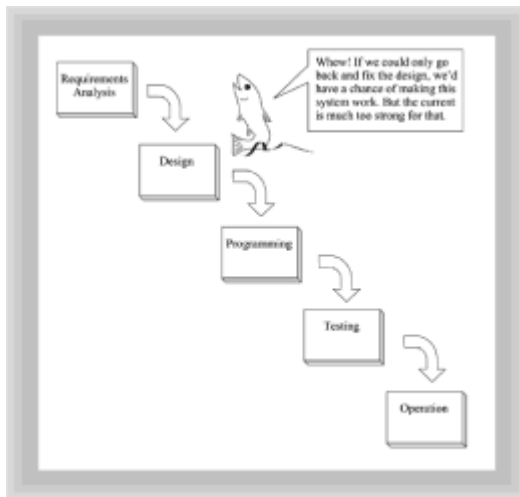 Requirements
Analysis
Whew! If we could only go
back and fix the design, we'd
have a chance of making this
system work. But the current
is much too strong for that.
Design
Programming
Testing
Operation